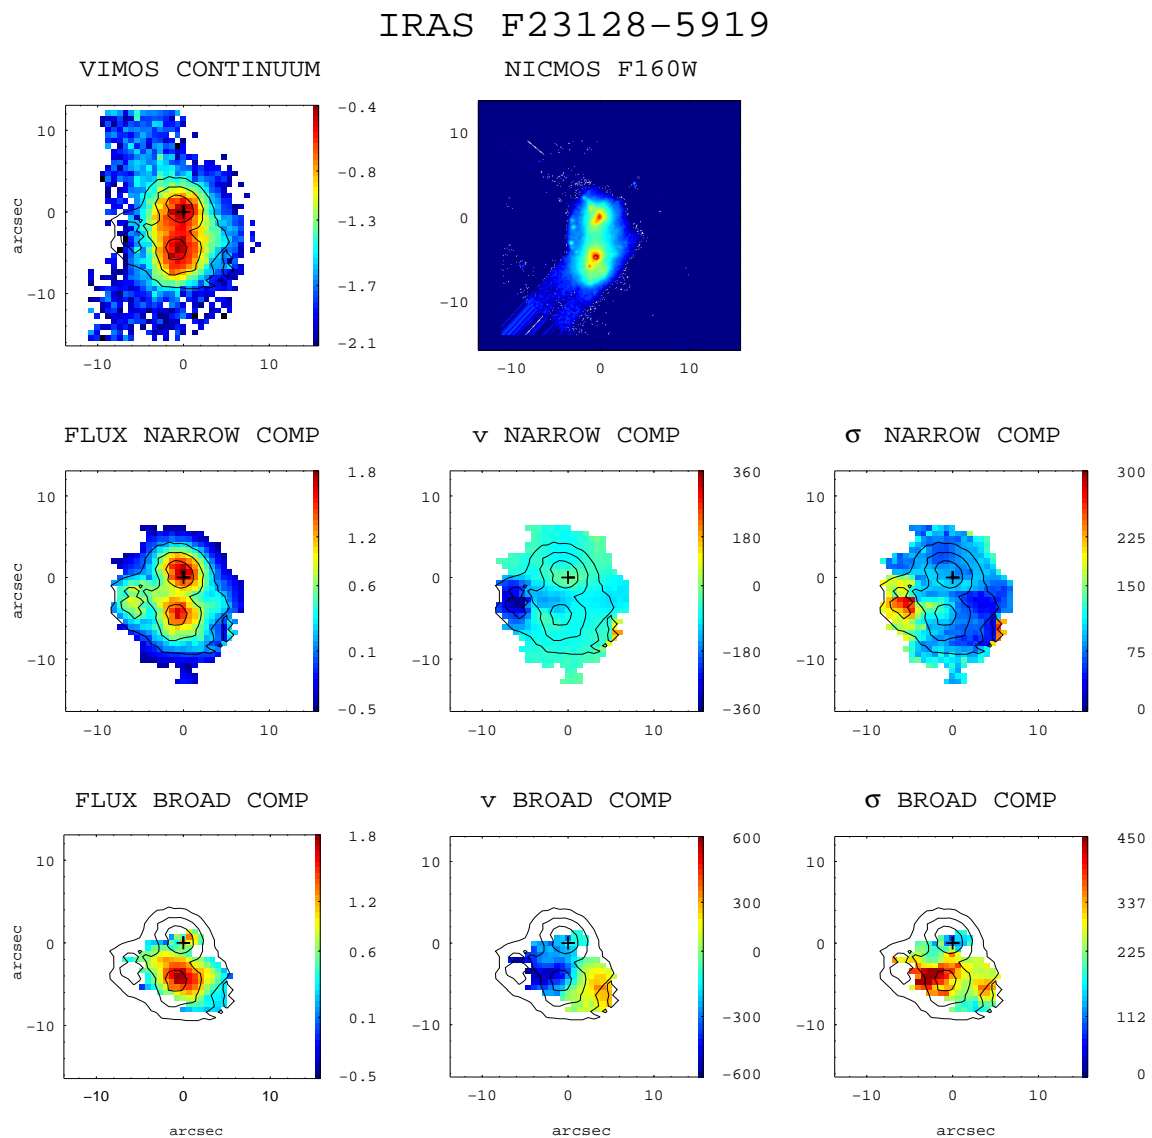 IRAS F23128−5919
VIMOS CONTINUUM
NICMOS F160W
arcsec
10
0
−10
−10 0 10
−0.4
−0.8
−1.3
−1.7
−2.1
10
0
−10
−10 0 10
FLUX NARROW COMP
v NARROW COMP
σ NARROW COMP
arcsec
10
0
−10
−10 0 10
1.8
1.2
0.6
0.1
−0.5
10
0
−10
−10 0 10
360
180
0
−180
−360
10
0
−10
−10 0 10
300
225
150
75
0
FLUX BROAD COMP
v BROAD COMP
σ BROAD COMP
arcsec
10
0
−10
−10 0 10
arcsec
1.8
1.2
0.6
0.1
−0.5
10
0
−10
−10 0 10
arcsec
600
300
0
−300
−600
10
0
−10
−10 0 10
arcsec
450
337
225
112
0